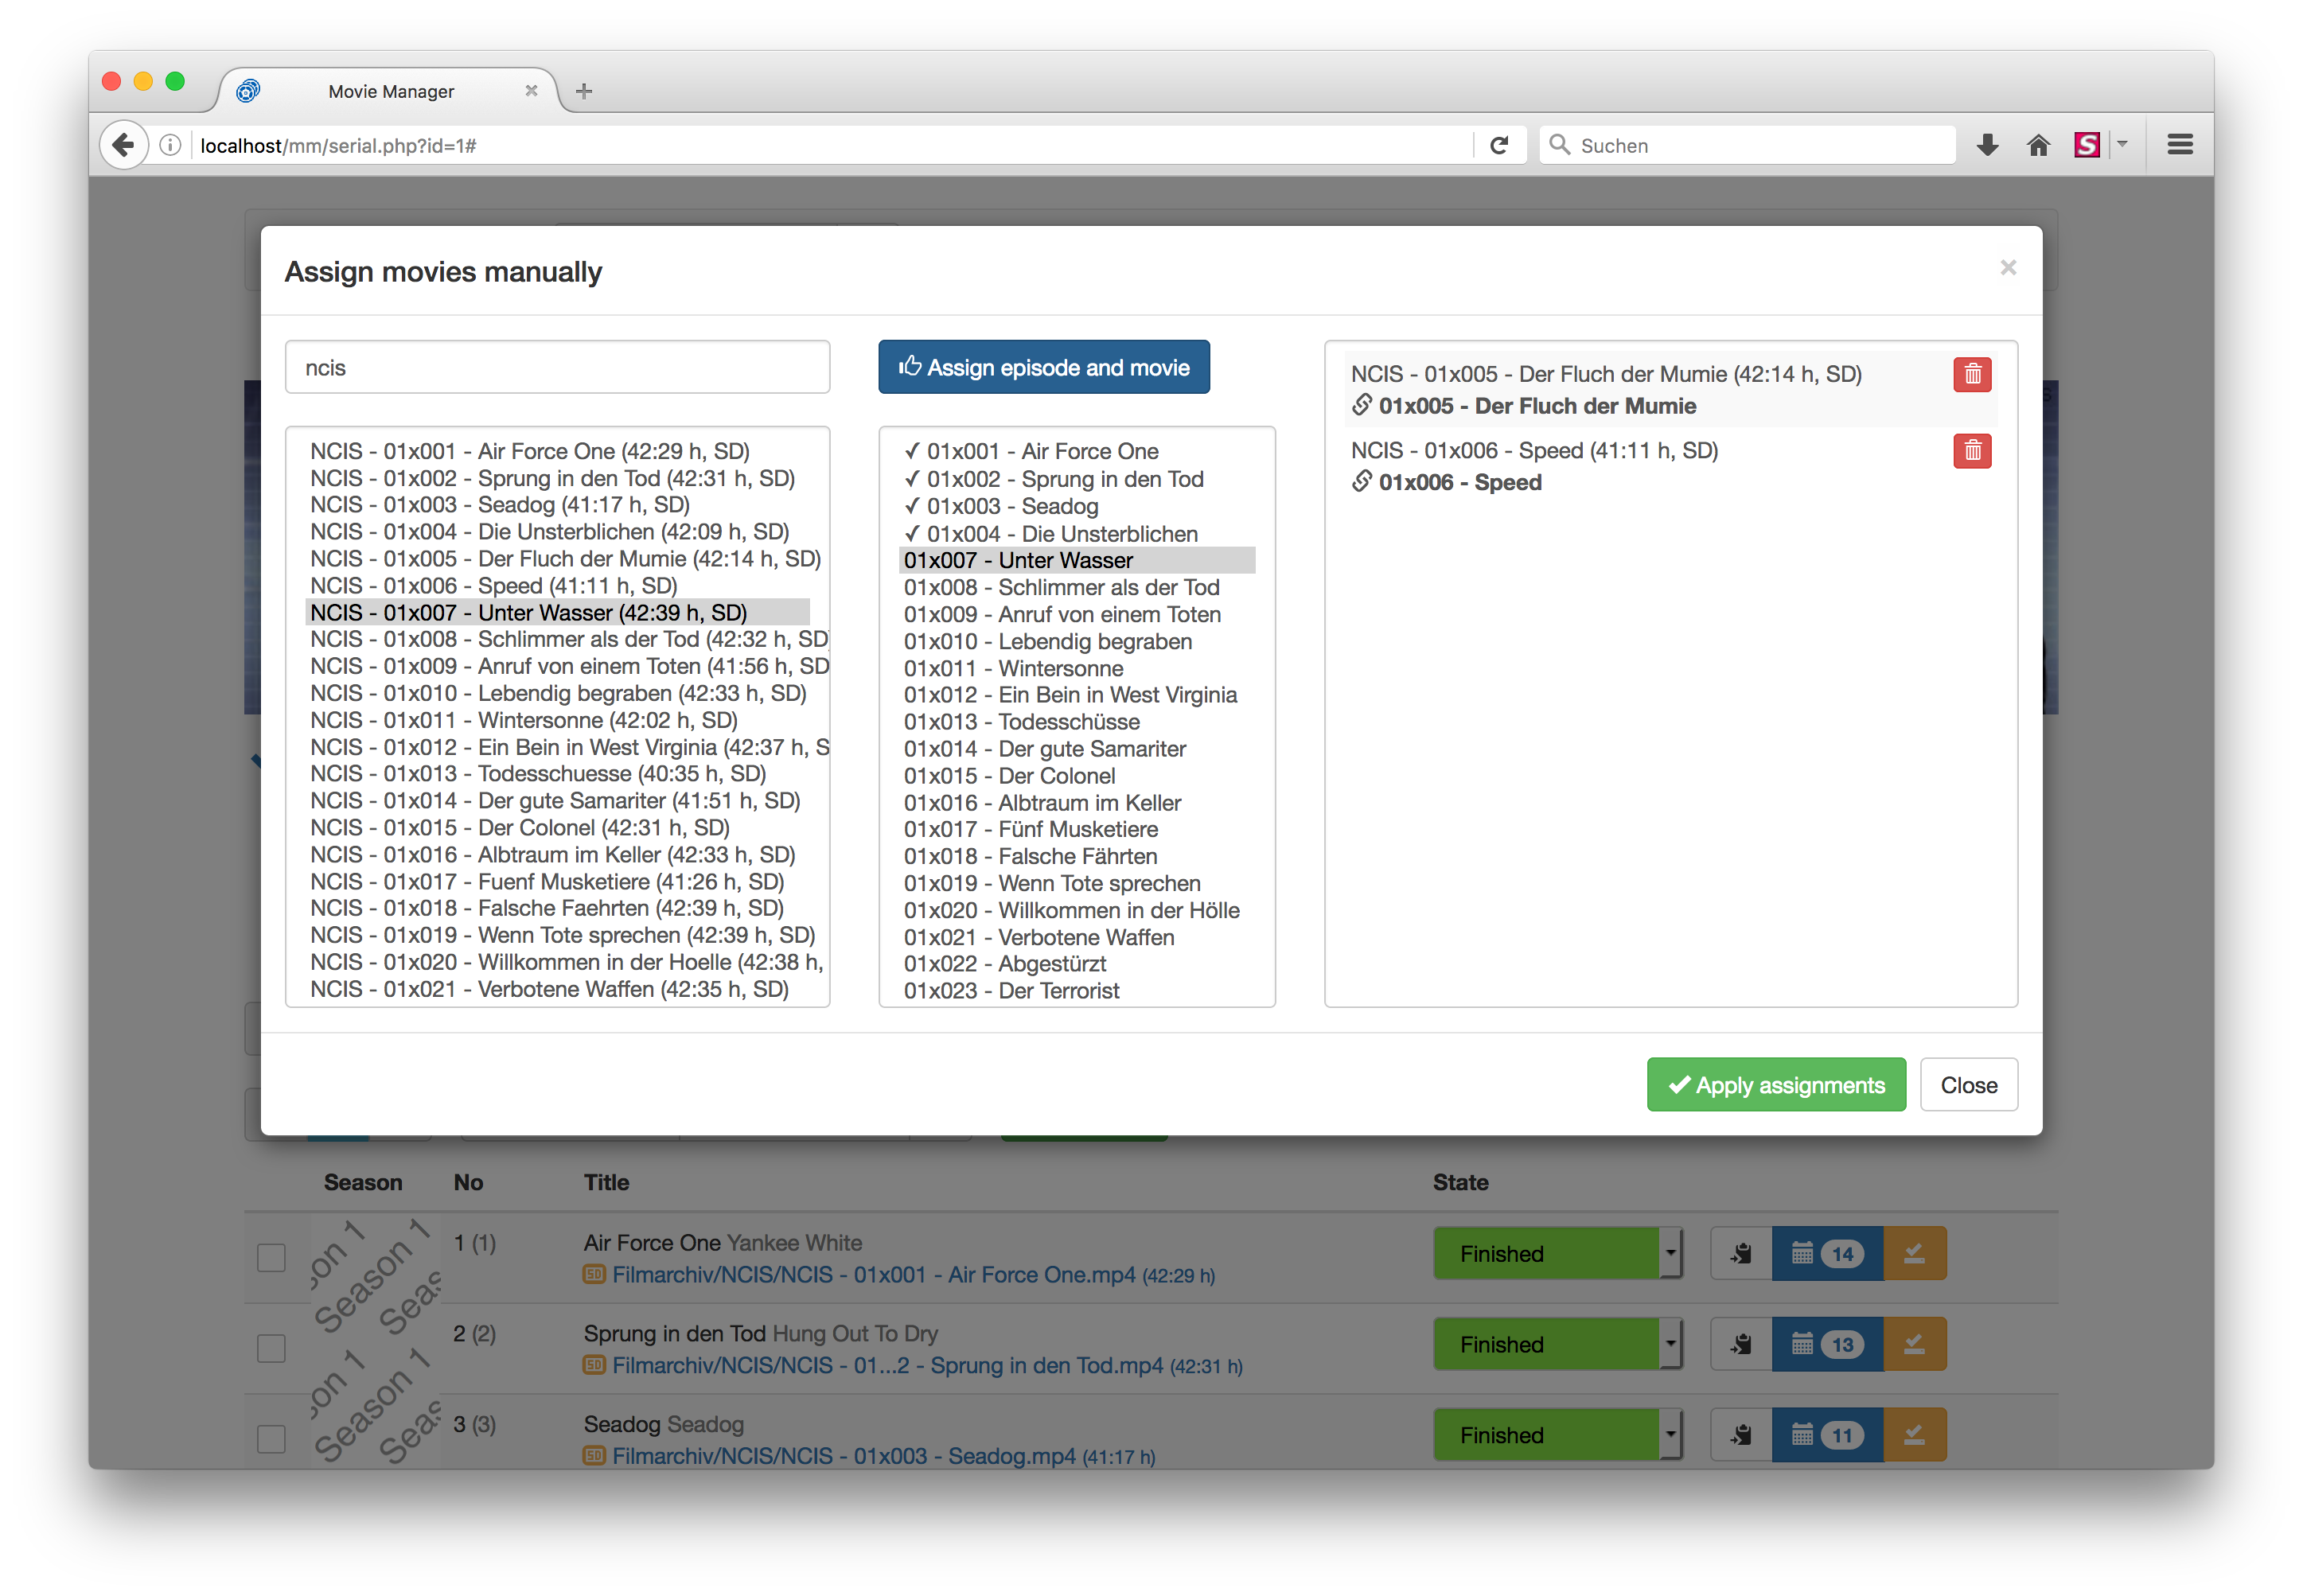 Movie Manager
localhost/mm/serial.php?id=1#
Suchen
Assign movies manually
ncis
Assign episode and movie
NCIS - 01x001 - Air Force One (42:29 h, SD)
NCIS - 01x002 - Sprung in den Tod (42:31 h, SD)
NCIS - 01x003 - Seadog (41:17 h, SD)
NCIS - 01x004 - Die Unsterblichen (42:09 h, SD)
NCIS - 01x005 - Der Fluch der Mumie (42:14 h, SD)
NCIS - 01x006 - Speed (41:11 h, SD)
NCIS - 01x007 - Unter Wasser (42:39 h, SD)
NCIS - 01x008 - Schlimmer als der Tod (42:32 h, SD)
NCIS - 01x009 - Anruf von einem Toten (41:56 h, SD
NCIS - 01x010 - Lebendig begraben (42:33 h, SD)
NCIS - 01x011 - Wintersonne (42:02 h, SD)
NCIS - 01x012 - Ein Bein in West Virginia (42:37 h, S
NCIS - 01x013 - Todesschuesse (40:35 h, SD)
NCIS - 01x014 - Der gute Samariter (41:51 h, SD)
NCIS - 01x015 - Der Colonel (42:31 h, SD)
NCIS - 01x016 - Albtraum im Keller (42:33 h, SD)
NCIS - 01x017 - Fuenf Musketiere (41:26 h, SD)
NCIS - 01x018 - Falsche Faehrten (42:39 h, SD)
NCIS - 01x019 - Wenn Tote sprechen (42:39 h, SD)
NCIS - 01x020 - Willkommen in der Hoelle (42:38 h,
NCIS - 01x021 - Verbotene Waffen (42:35 h, SD)
✓ 01x001 - Air Force One
✓ 01x002 - Sprung in den Tod
✓ 01x003 - Seadog
✓ 01x004 - Die Unsterblichen
01x007 - Unter Wasser
01x008 - Schlimmer als der Tod
01x009 - Anruf von einem Toten
01x010 - Lebendig begraben
01x011 - Wintersonne
01x012 - Ein Bein in West Virginia
01x013 - Todesschüsse
01x014 - Der gute Samariter
01x015 - Der Colonel
01x016 - Albtraum im Keller
01x017 - Fünf Musketiere
01x018 - Falsche Fährten
01x019 - Wenn Tote sprechen
01x020 - Willkommen in der Hölle
01x021 - Verbotene Waffen
01x022 - Abgestürzt
01x023 - Der Terrorist
NCIS - 01x005 - Der Fluch der Mumie (42:14 h, SD)
01x005 - Der Fluch der Mumie
NCIS - 01x006 - Speed (41:11 h, SD)
01x006 - Speed
Apply assignments
Close
Season No Title State
Season 1
1 (1) Air Force One Yankee White Finished 14
SD Filmarchiv/NCIS/NCIS - 01x001 - Air Force One.mp4 (42:29 h)
2 (2) Sprung in den Tod Hung Out To Dry Finished 13
SD Filmarchiv/NCIS/NCIS - 01...2 - Sprung in den Tod.mp4 (42:31 h)
Season 1
3 (3) Seadog Seadog Finished 11
SD Filmarchiv/NCIS/NCIS - 01x003 - Seadog.mp4 (41:17 h)